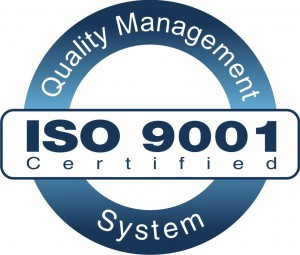 Quality Management
ISO 9001
Certified
System